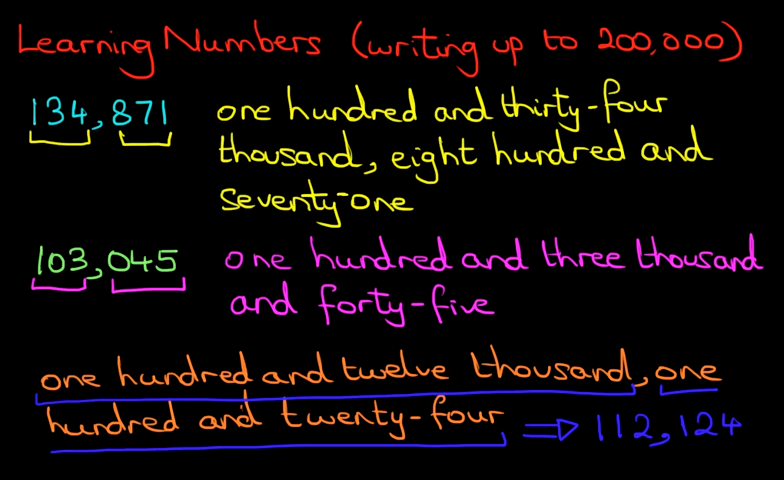 Learning Numbers (writing up to 200,000)
134,871 one hundred and thirty-four
thousand, eight hundred and
seventy-one
103,045 one hundred and three thousand
and forty-five
one hundred and twelve thousand, one
hundred and twenty-four ⇒ 112,124